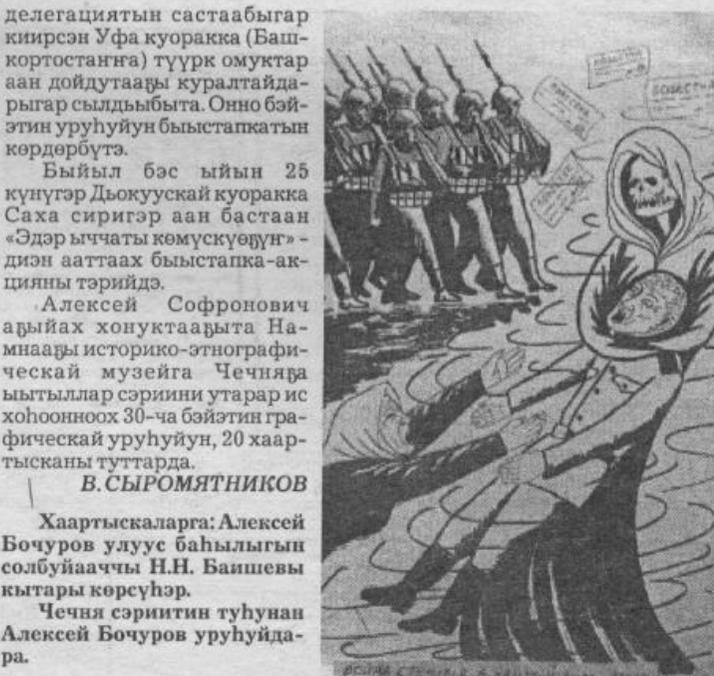 делегациятын састаабыгар
киирсэн Уфа куоракка (Баш-
кортостаҥҥа) түүрк омуктар
аан дойдутааҕы куралтайда-
рыгар сылдьыбыта. Онно бэй-
этин уруһуйун быыстапкатын
көрдөрбүтэ.
Быйыл бэс ыйын 25
күнүгэр Дьокуускай куоракка
Саха сиригэр аан бастаан
«Эдэр ыччаты көмүскүөҕүҥ» -
диэн ааттаах быыстапка-ак-
цияны тэрийдэ.
Алексей Софронович
аҕыйах хонуктааҕыта На-
мнааҕы историко-этнографи-
ческай музейга Чечняҕа
ыытыллар сэриини утарар ис
хоһоонноох 30-ча бэйэтин гра-
фическай уруһуйун, 20 хаар-
тысканы туттарда.
В. СЫРОМЯТНИКОВ
Хаартыскаларга: Алексей
Бочуров улуус баһылыгын
солбуйааччы Н.Н. Баишевы
кытары көрсүһэр.
Чечня сэриитин туһунан
Алексей Бочуров уруһуйда-
ра.
ПОВЕСТКА